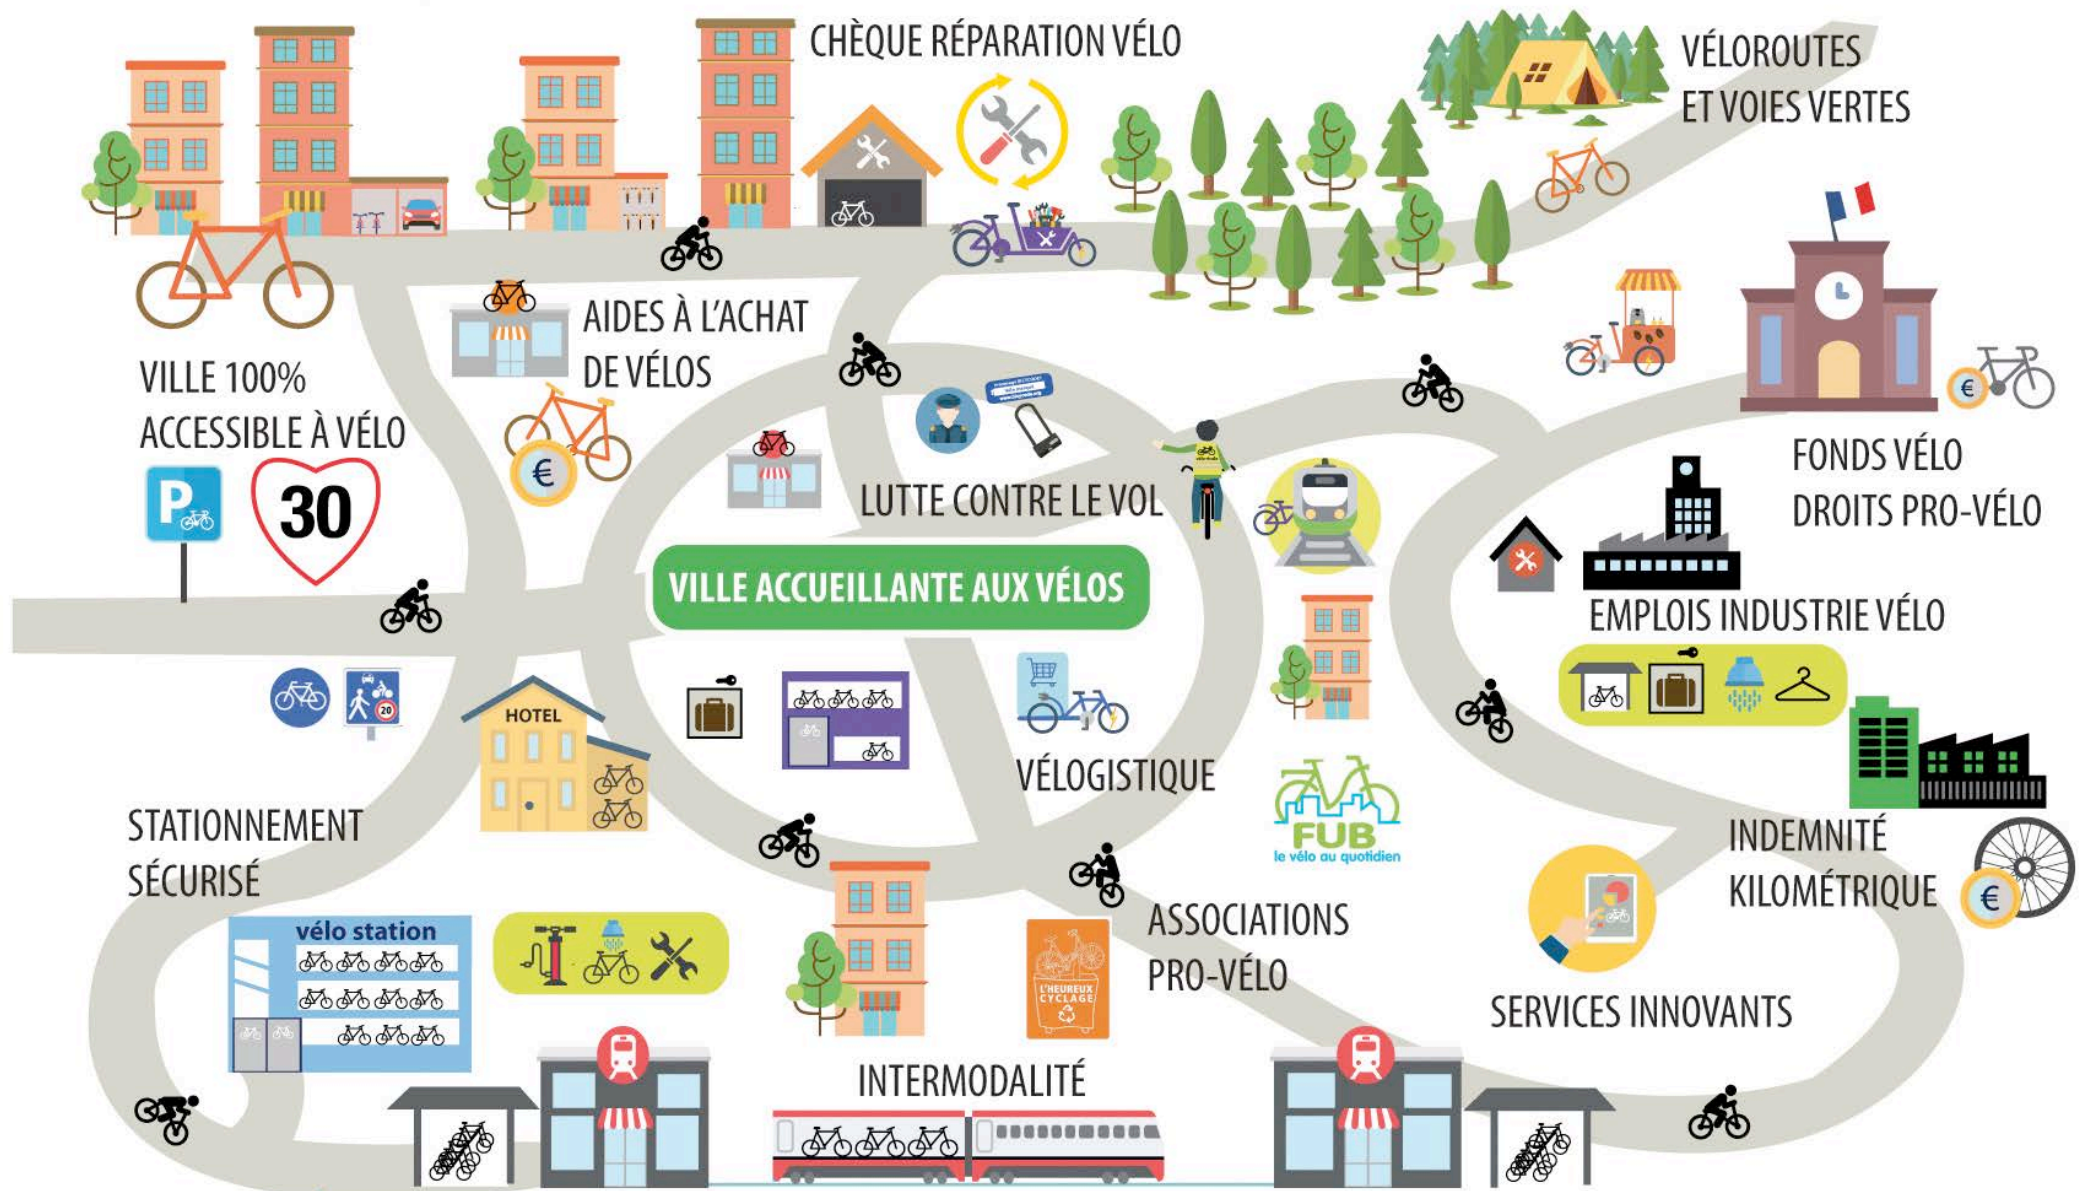 CHÈQUE RÉPARATION VÉLO
VÉLOROUTES
ET VOIES VERTES
AIDES À L'ACHAT
DE VÉLOS
€
VILLE 100%
ACCESSIBLE À VÉLO
P
30
LUTTE CONTRE LE VOL
€
FONDS VÉLO
DROITS PRO-VÉLO
VILLE ACCUEILLANTE AUX VÉLOS
EMPLOIS INDUSTRIE VÉLO
20
HOTEL
VÉLOGISTIQUE
FUB
le vélo au quotidien
STATIONNEMENT
SÉCURISÉ
INDEMNITÉ
KILOMÉTRIQUE
€
vélo station
ASSOCIATIONS
PRO-VÉLO
L'HEUREUX
CYCLAGE
SERVICES INNOVANTS
INTERMODALITÉ